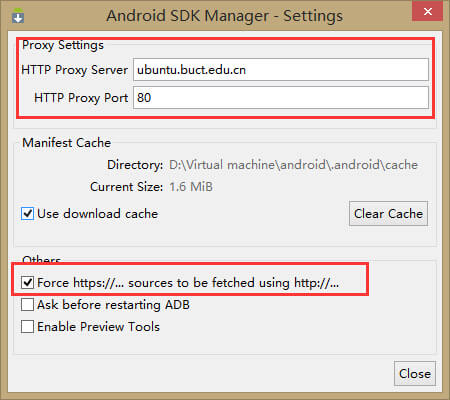 Android SDK Manager - Settings
Proxy Settings
HTTP Proxy Server ubuntu.buct.edu.cn
HTTP Proxy Port 80
Manifest Cache
Directory: D:\Virtual machine\android\.android\cache
Current Size: 1.6 MiB
Use download cache Clear Cache
Others
Force https://... sources to be fetched using http://...
Ask before restarting ADB
Enable Preview Tools
Close